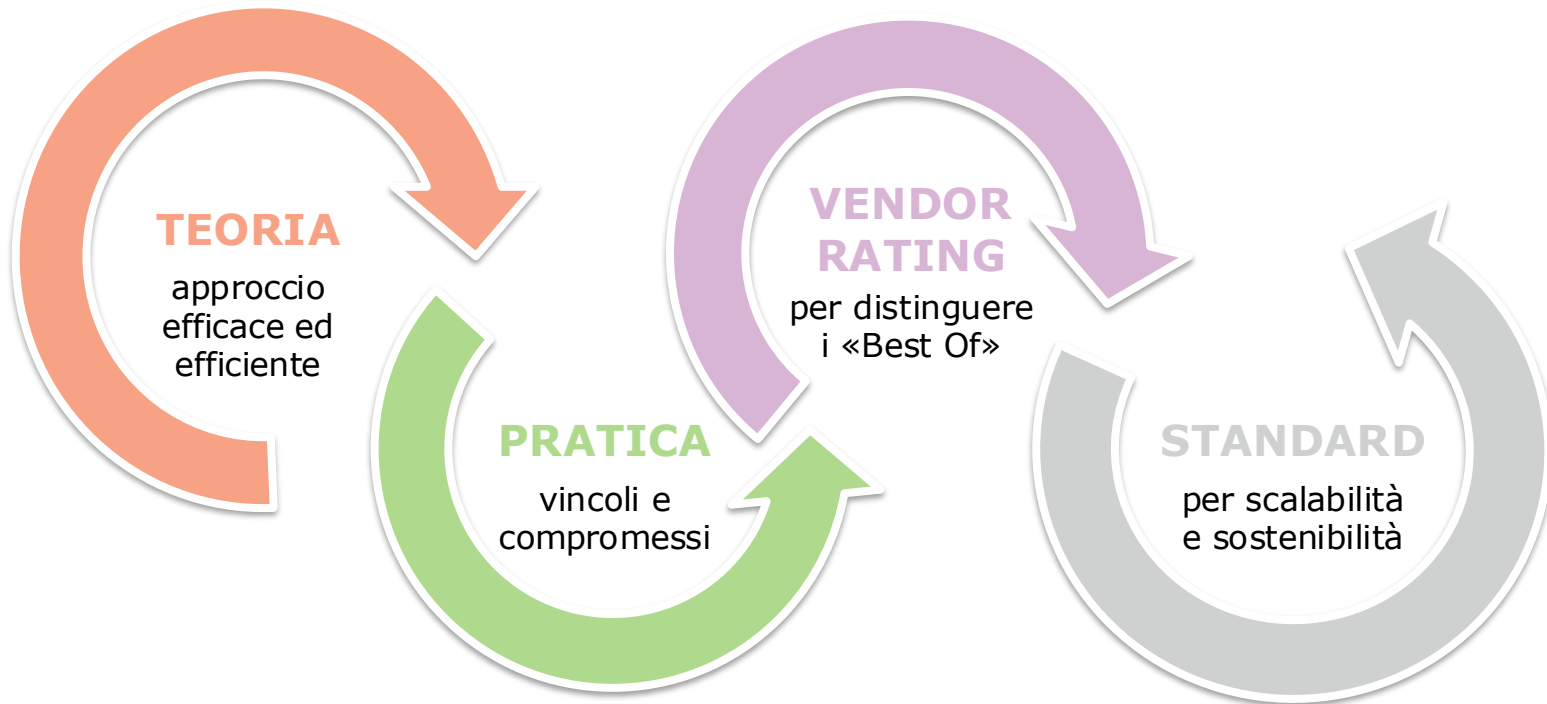 TEORIA
approccio
efficace ed
efficiente
PRATICA
vincoli e
compromessi
VENDOR
RATING
per distinguere
i «Best Of»
STANDARD
per scalabilità
e sostenibilità